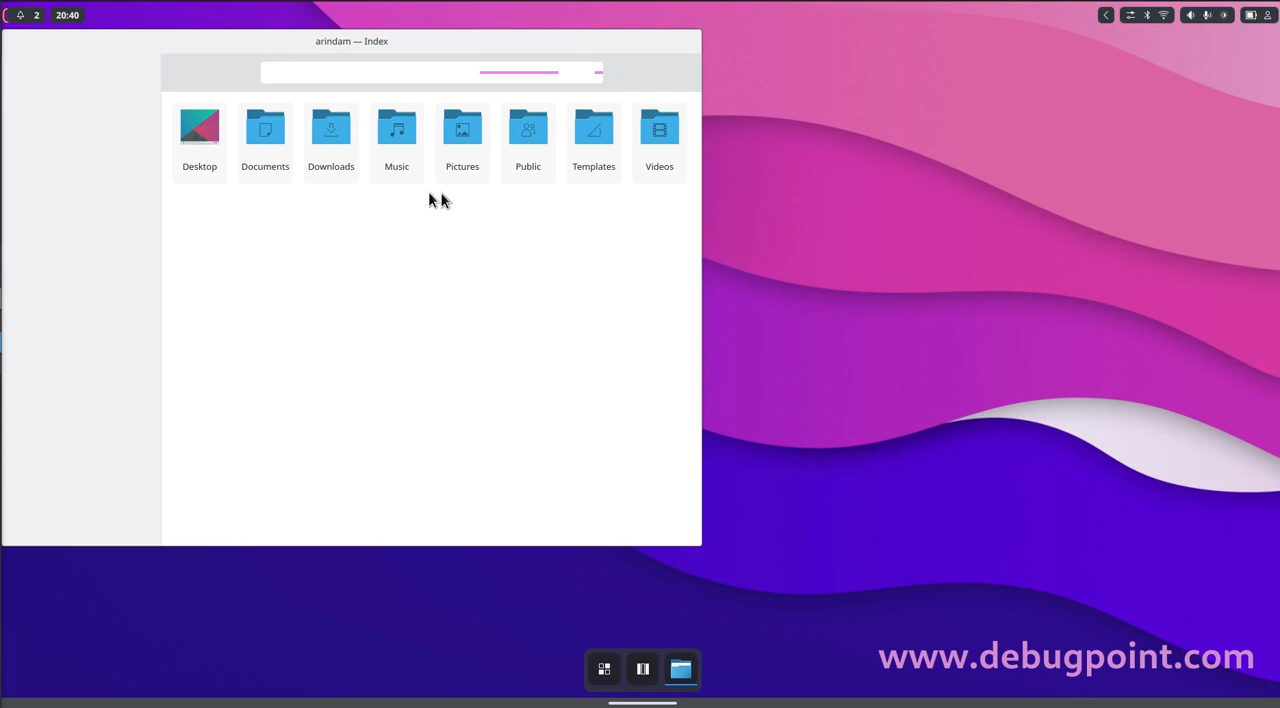 2
20:40
arindam — Index
Desktop
Documents
Downloads
Music
Pictures
Public
Templates
Videos
www.debugpoint.com